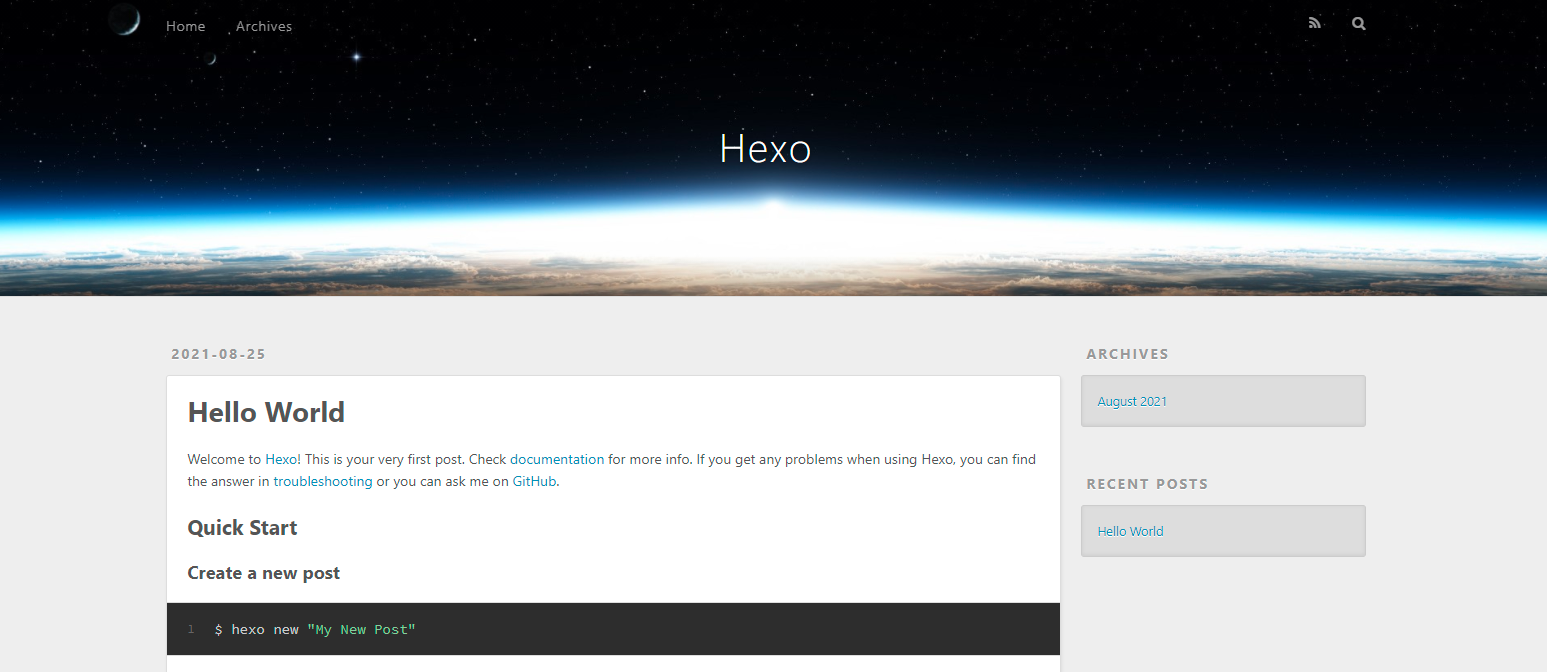 Home Archives
Hexo
2021-08-25
Hello World
Welcome to Hexo! This is your very first post. Check documentation for more info. If you get any problems when using Hexo, you can find
the answer in troubleshooting or you can ask me on GitHub.
Quick Start
Create a new post
1 $ hexo new "My New Post"
ARCHIVES
August 2021
RECENT POSTS
Hello World